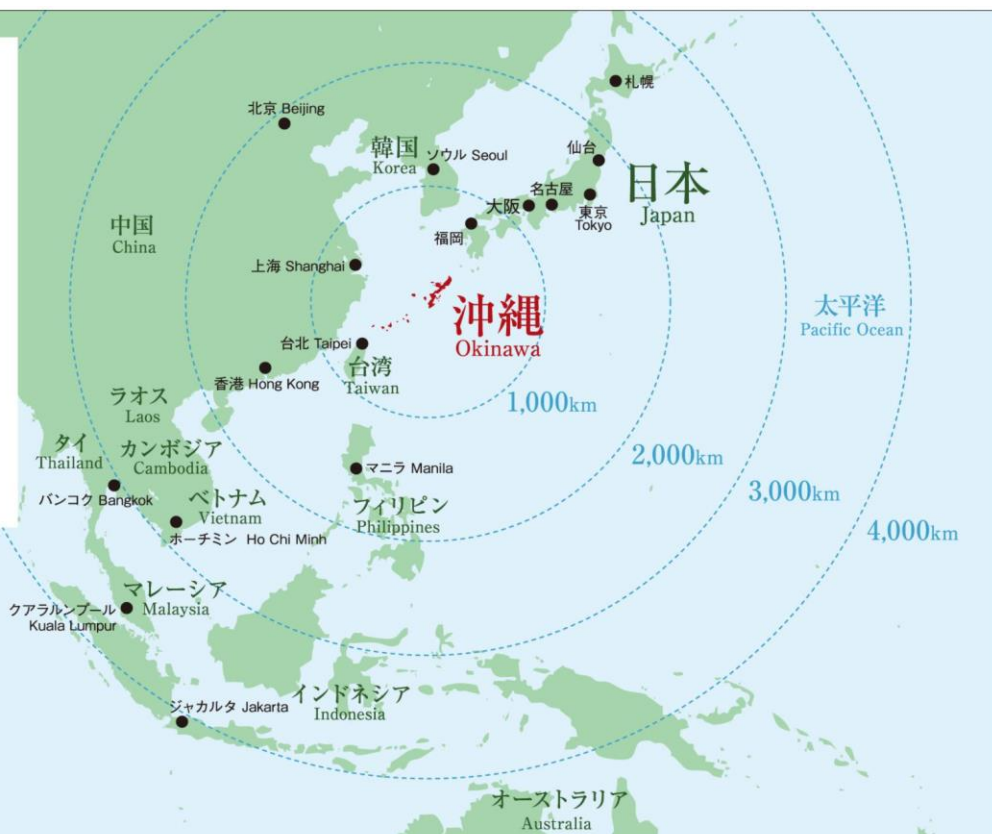 札幌
北京 Beijing
韓国
Korea
ソウル Seoul
仙台
日本
Japan
名古屋
大阪
東京
Tokyo
福岡
中国
China
上海 Shanghai
沖縄
Okinawa
太平洋
Pacific Ocean
台北 Taipei
台湾
Taiwan
香港 Hong Kong
1,000km
ラオス
Laos
タイ
Thailand
カンボジア
Cambodia
2,000km
マニラ Manila
バンコク Bangkok
ベトナム
Vietnam
フィリピン
Philippines
3,000km
ホーチミン Ho Chi Minh
4,000km
マレーシア
Malaysia
クアラルンプール
Kuala Lumpur
インドネシア
Indonesia
ジャカルタ Jakarta
オーストラリア
Australia